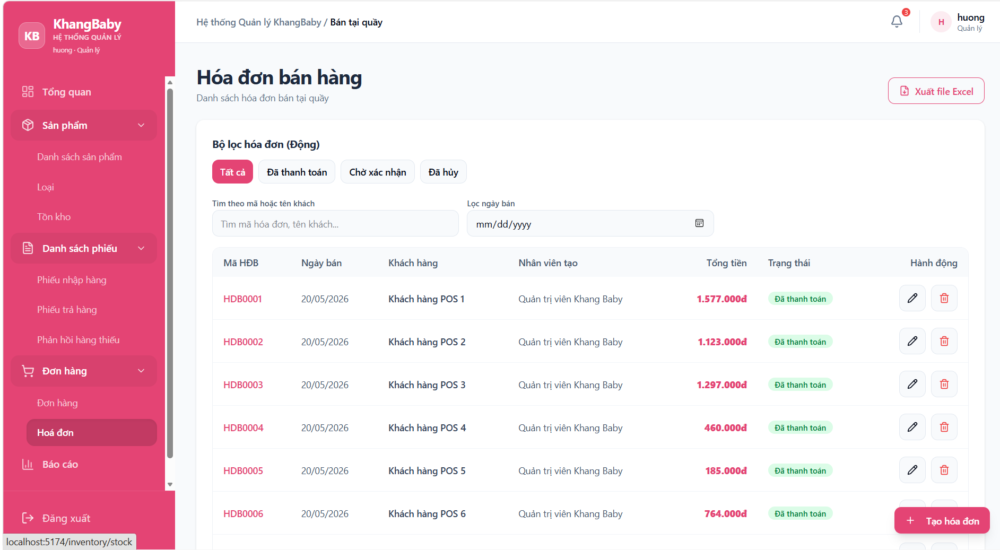 KB
KhangBaby
HỆ THỐNG QUẢN LÝ
huong · Quản lý
Tổng quan
Sản phẩm
Danh sách sản phẩm
Loại
Tồn kho
Danh sách phiếu
Phiếu nhập hàng
Phiếu trả hàng
Phản hồi hàng thiếu
Đơn hàng
Đơn hàng
Hoá đơn
Báo cáo
Đăng xuất
localhost:5174/inventory/stock
Hệ thống Quản lý KhangBaby / Bán tại quầy
3
H
huong
Quản lý
Hóa đơn bán hàng
Danh sách hóa đơn bán tại quầy
Xuất file Excel
Bộ lọc hóa đơn (Động)
Tất cả Đã thanh toán Chờ xác nhận Đã hủy
Tìm theo mã hoặc tên khách Lọc ngày bán
Tìm mã hóa đơn, tên khách... mm/dd/yyyy
Mã HĐB Ngày bán Khách hàng Nhân viên tạo Tổng tiền Trạng thái Hành động
HDB0001 20/05/2026 Khách hàng POS 1 Quản trị viên Khang Baby 1.577.000đ Đã thanh toán
HDB0002 20/05/2026 Khách hàng POS 2 Quản trị viên Khang Baby 1.123.000đ Đã thanh toán
HDB0003 20/05/2026 Khách hàng POS 3 Quản trị viên Khang Baby 1.297.000đ Đã thanh toán
HDB0004 20/05/2026 Khách hàng POS 4 Quản trị viên Khang Baby 460.000đ Đã thanh toán
HDB0005 20/05/2026 Khách hàng POS 5 Quản trị viên Khang Baby 185.000đ Đã thanh toán
HDB0006 20/05/2026 Khách hàng POS 6 Quản trị viên Khang Baby 764.000đ Đã thanh toán
+ Tạo hóa đơn